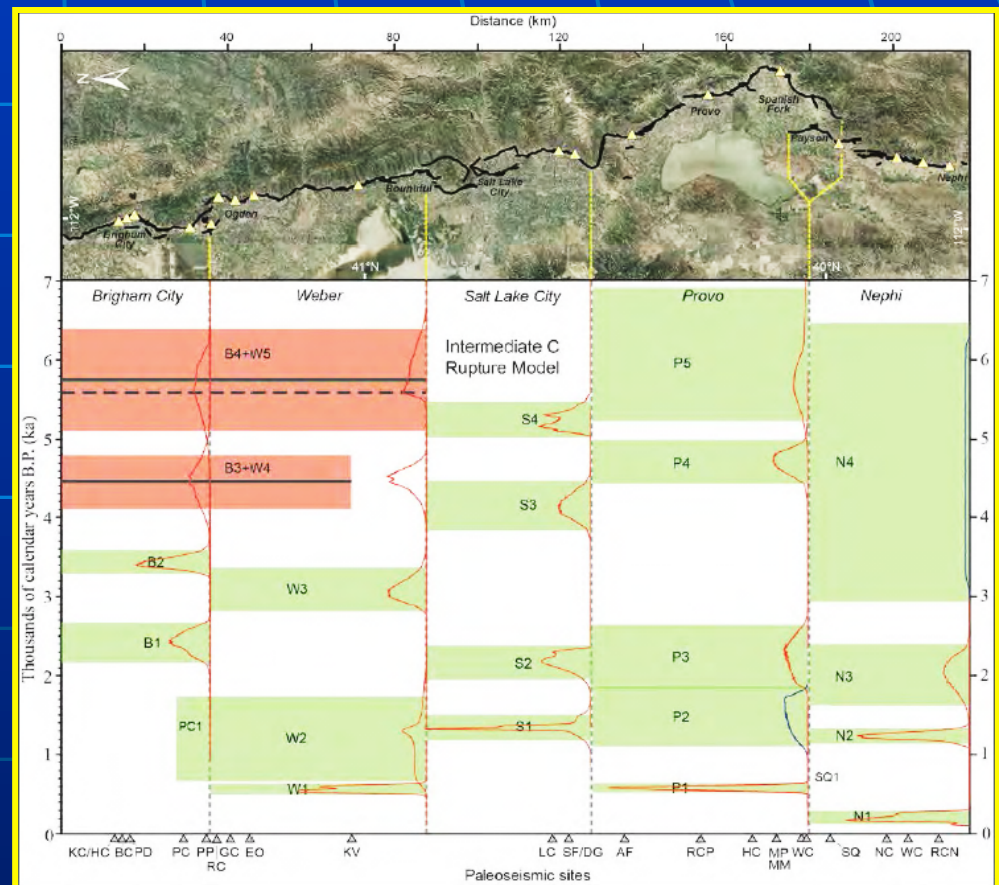 Distance (km)
0 40 80 120 160 200
N
Brigham City
Ogden
Bountiful
Salt Lake City
Provo
Spanish Fork
Payson
Nephi
112°W
41°N
40°N
112°W
7 Brigham City Weber Salt Lake City Provo Nephi 7
Intermediate C
Rupture Model
B4+W5
P5
6 6
S4
5 5
B3+W4
P4
N4
S3
4 4
B2
W3
3 3
B1
S2
P3
N3
2 2
PC1
W2
S1
P2
N2
1 1
W1
P1
SQ1
N1
0 0
Thousands of calendar years B.P. (ka)
KC/HC BC PD PC PP GC EO KV LC SF/DG AF RCP HC MP WC SQ NC WC RCN
RC MM
Paleoseismic sites